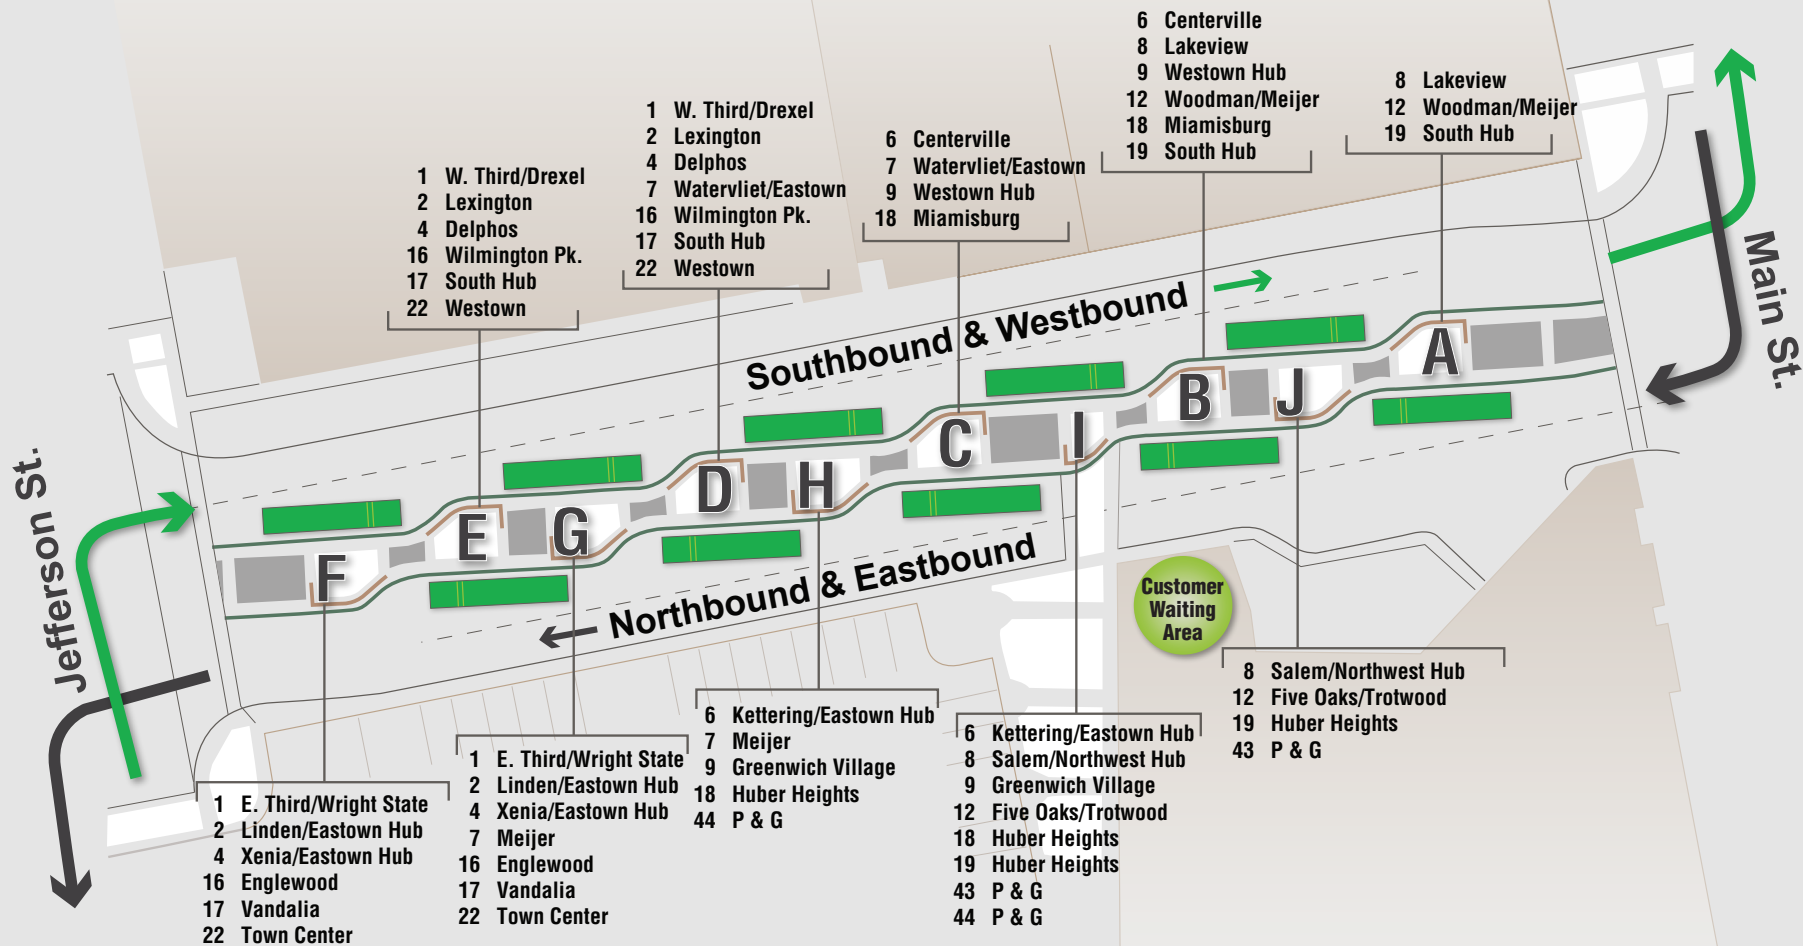 6 Centerville
8 Lakeview
9 Westown Hub
12 Woodman/Meijer
18 Miamisburg
19 South Hub
8 Lakeview
12 Woodman/Meijer
19 South Hub
1 W. Third/Drexel
2 Lexington
4 Delphos
7 Watervliet/Eastown
16 Wilmington Pk.
17 South Hub
22 Westown
6 Centerville
7 Watervliet/Eastown
9 Westown Hub
18 Miamisburg
1 W. Third/Drexel
2 Lexington
4 Delphos
16 Wilmington Pk.
17 South Hub
22 Westown
Main St.
Southbound & Westbound
A
J
B
I
C
H
D
G
E
F
Jefferson St.
Northbound & Eastbound
Customer
Waiting
Area
1 E. Third/Wright State
2 Linden/Eastown Hub
4 Xenia/Eastown Hub
16 Englewood
17 Vandalia
22 Town Center
1 E. Third/Wright State
2 Linden/Eastown Hub
4 Xenia/Eastown Hub
7 Meijer
16 Englewood
17 Vandalia
22 Town Center
6 Kettering/Eastown Hub
7 Meijer
9 Greenwich Village
18 Huber Heights
44 P & G
6 Kettering/Eastown Hub
8 Salem/Northwest Hub
9 Greenwich Village
12 Five Oaks/Trotwood
18 Huber Heights
19 Huber Heights
43 P & G
44 P & G
8 Salem/Northwest Hub
12 Five Oaks/Trotwood
19 Huber Heights
43 P & G